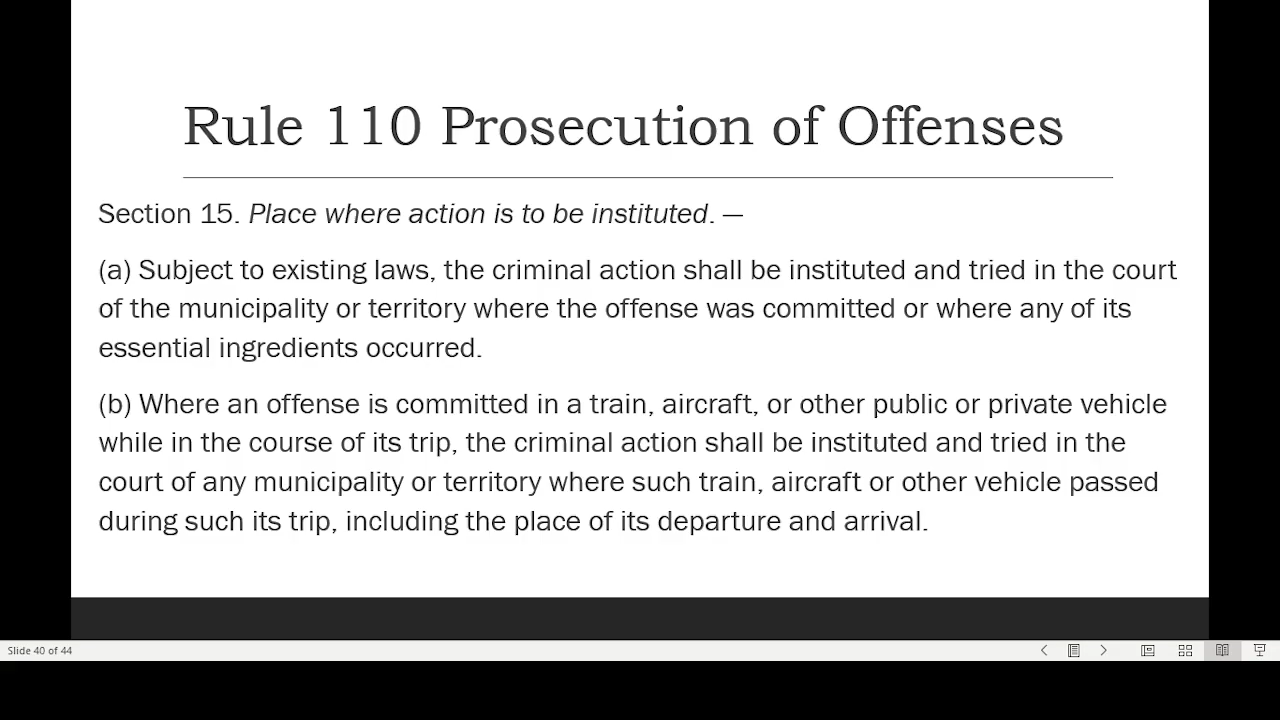 Rule 110 Prosecution of Offenses
Section 15. Place where action is to be instituted. —
(a) Subject to existing laws, the criminal action shall be instituted and tried in the court
of the municipality or territory where the offense was committed or where any of its
essential ingredients occurred.
(b) Where an offense is committed in a train, aircraft, or other public or private vehicle
while in the course of its trip, the criminal action shall be instituted and tried in the
court of any municipality or territory where such train, aircraft or other vehicle passed
during such its trip, including the place of its departure and arrival.
Slide 40 of 44